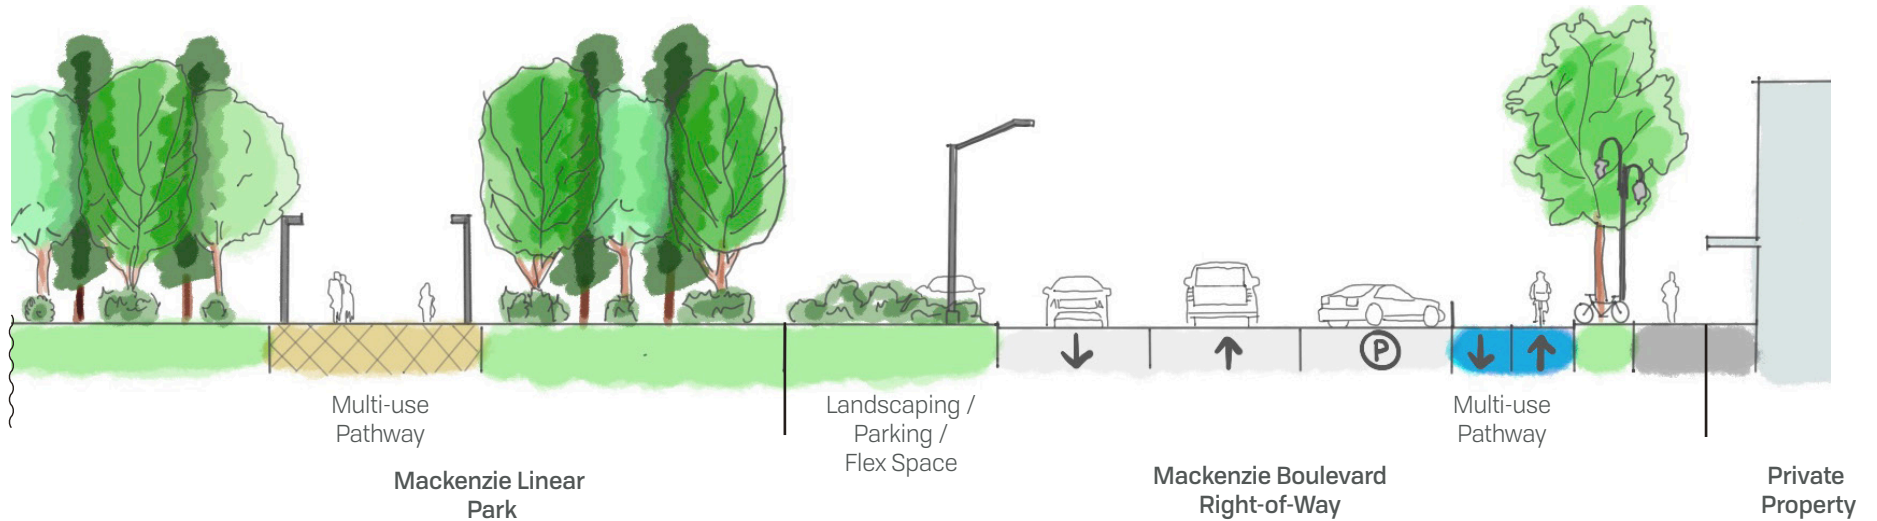 P
Multi-use
Pathway
Landscaping /
Parking /
Flex Space
Multi-use
Pathway
Mackenzie Linear
Park
Mackenzie Boulevard
Right-of-Way
Private
Property